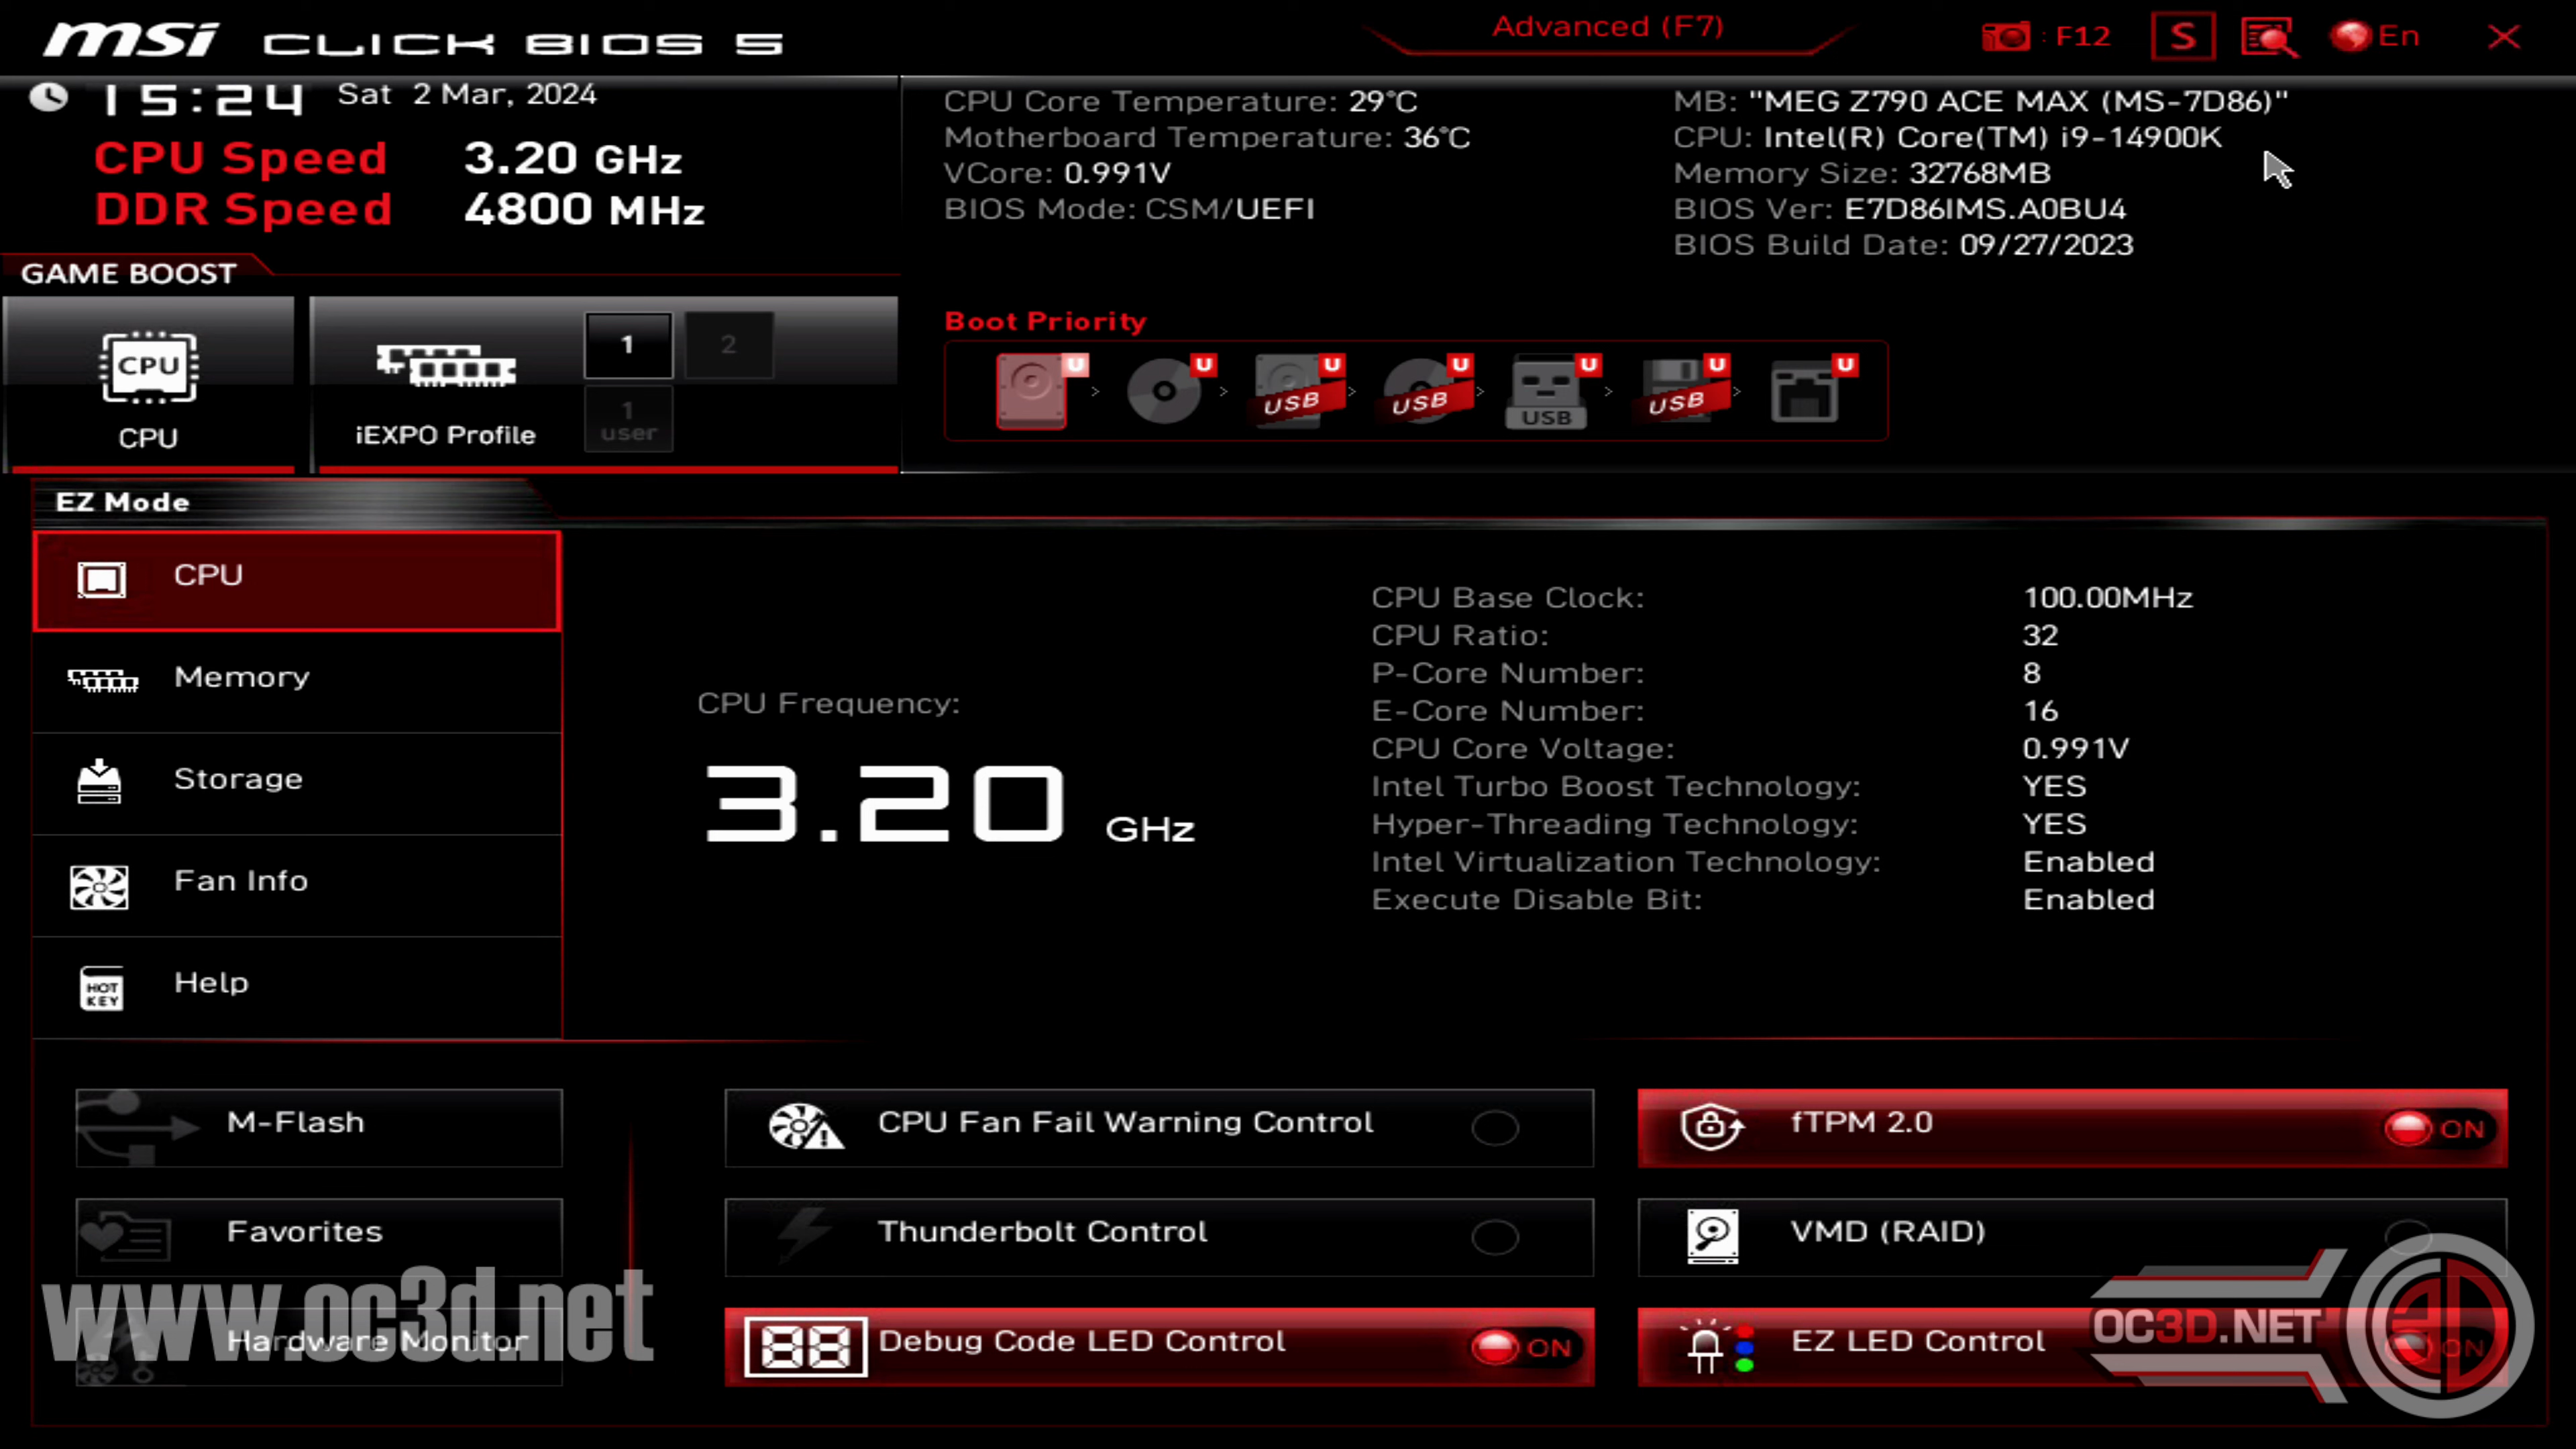 msi CLICK BIOS 5
Advanced (F7)
: F12
S
En
15:24 Sat 2 Mar, 2024
CPU Speed 3.20 GHz
DDR Speed 4800 MHz
CPU Core Temperature: 29°C
Motherboard Temperature: 36°C
VCore: 0.991V
BIOS Mode: CSM/UEFI
MB: "MEG Z790 ACE MAX (MS-7D86)"
CPU: Intel(R) Core(TM) i9-14900K
Memory Size: 32768MB
BIOS Ver: E7D86IMS.A0BU4
BIOS Build Date: 09/27/2023
GAME BOOST
CPU
CPU
iEXPO Profile
1
2
1
user
Boot Priority
U U U U U U U
USB USB USB USB
EZ Mode
CPU
Memory
Storage
Fan Info
HOT
KEY
Help
CPU Frequency:
3.20 GHz
CPU Base Clock: 100.00MHz
CPU Ratio: 32
P-Core Number: 8
E-Core Number: 16
CPU Core Voltage: 0.991V
Intel Turbo Boost Technology: YES
Hyper-Threading Technology: YES
Intel Virtualization Technology: Enabled
Execute Disable Bit: Enabled
M-Flash
CPU Fan Fail Warning Control
fTPM 2.0 ON
Favorites
Thunderbolt Control
VMD (RAID)
Hardware Monitor
88 Debug Code LED Control ON
EZ LED Control ON
www.oc3d.net
OC3D.NET